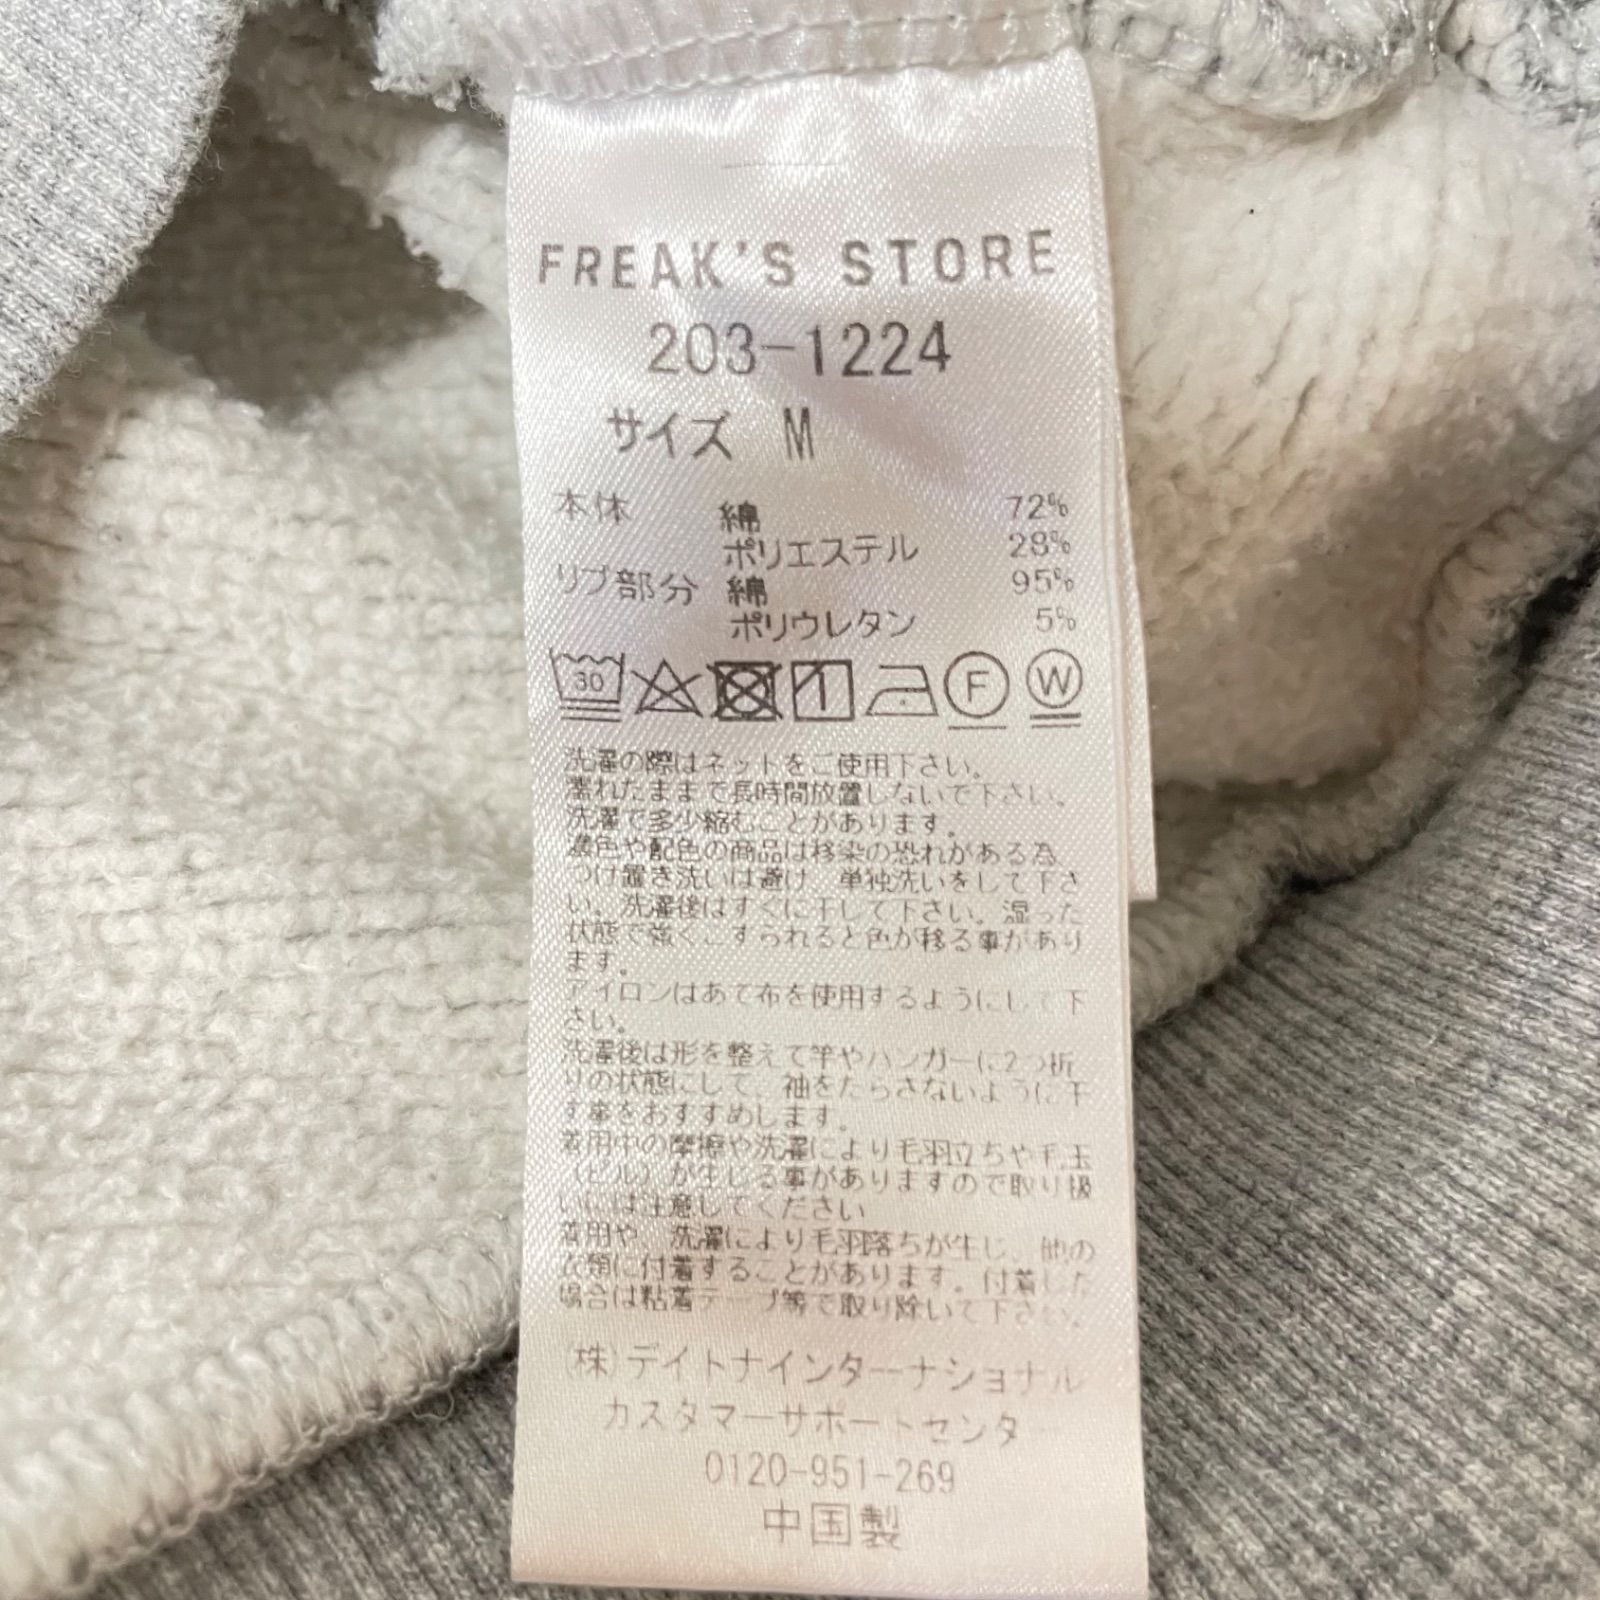 FREAK'S STORE
203-1224
サイズ M
本体 綿 72%
ポリエステル 28%
リブ部分 綿 95%
ポリウレタン 5%
30 F W
洗濯の際はネットをご使用下さい。
濡れたままで長時間放置しないで下さい。
洗濯で多少縮むことがあります。
濃色や配色の商品は移染の恐れがある為
つけ置き洗いは避け 単独洗いをして下さ
い。洗濯後はすぐに干して下さい。湿った
状態で強くこすられると色が移る事があり
ます。
アイロンはあて布を使用するようにして下
さい。
洗濯後は形を整えて竿やハンガーに2つ折
りの状態にして、袖をたらさないように干
す事をおすすめします。
着用中の摩擦や洗濯により毛羽立ちや毛玉
(ピル)が生じる事がありますので取り扱
いには注意してください
着用や、洗濯により毛羽落ちが生じ、他の
衣類に付着することがあります。付着した
場合は粘着テープ等で取り除いて下さい。
(株)デイトナインターナショナル
カスタマーサポートセンター
0120-951-269
中国製